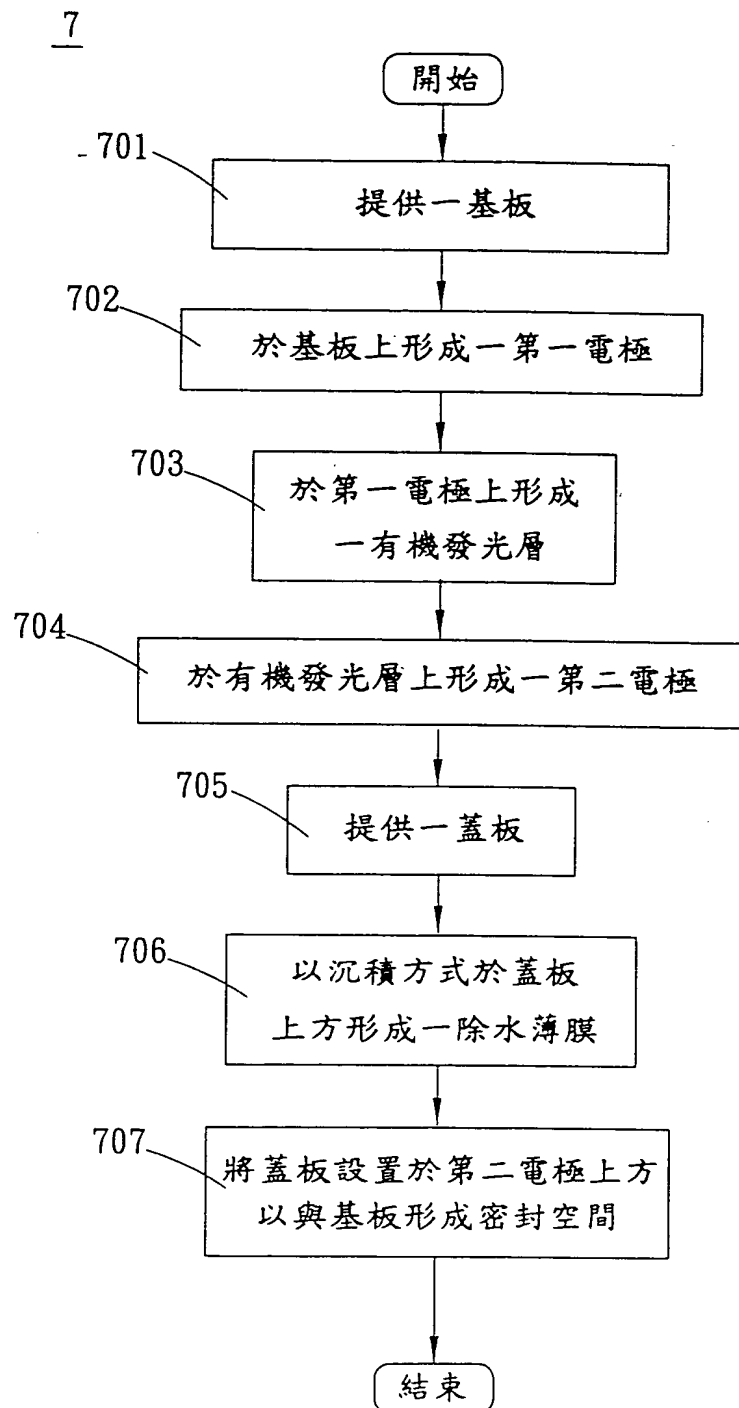 7
開始
701
提供一基板
702
於基板上形成一第一電極
703
於第一電極上形成
一有機發光層
704
於有機發光層上形成一第二電極
705
提供一蓋板
706
以沉積方式於蓋板
上方形成一除水薄膜
707
將蓋板設置於第二電極上方
以與基板形成密封空間
結束